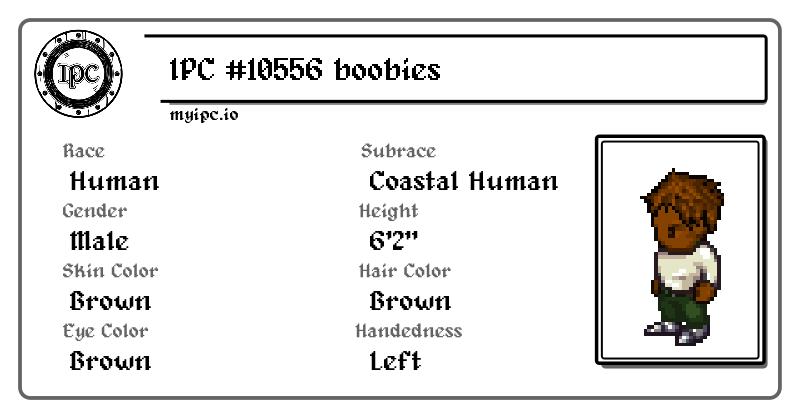 IPC
IPC #10556 boobies
myipc.io
Race
Human
Subrace
Coastal Human
Gender
Male
Height
6'2"
Skin Color
Brown
Hair Color
Brown
Eye Color
Brown
Handedness
Left